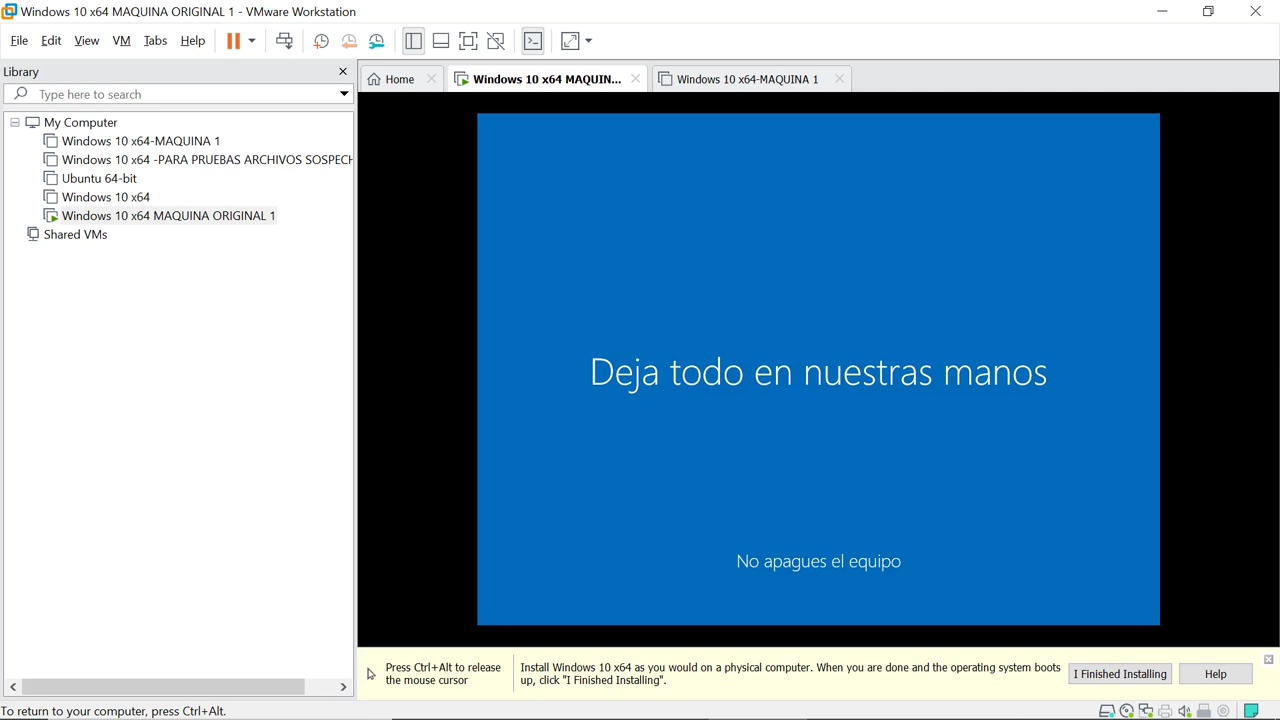 Windows 10 x64 MAQUINA ORIGINAL 1 - VMware Workstation
File Edit View VM Tabs Help
Library
Type here to search
My Computer
Windows 10 x64-MAQUINA 1
Windows 10 x64 -PARA PRUEBAS ARCHIVOS SOSPECH
Ubuntu 64-bit
Windows 10 x64
Windows 10 x64 MAQUINA ORIGINAL 1
Shared VMs
Home
Windows 10 x64 MAQUIN...
Windows 10 x64-MAQUINA 1
Deja todo en nuestras manos
No apagues el equipo
Press Ctrl+Alt to release
the mouse cursor
Install Windows 10 x64 as you would on a physical computer. When you are done and the operating system boots
up, click "I Finished Installing".
I Finished Installing
Help
To return to your computer, press Ctrl+Alt.